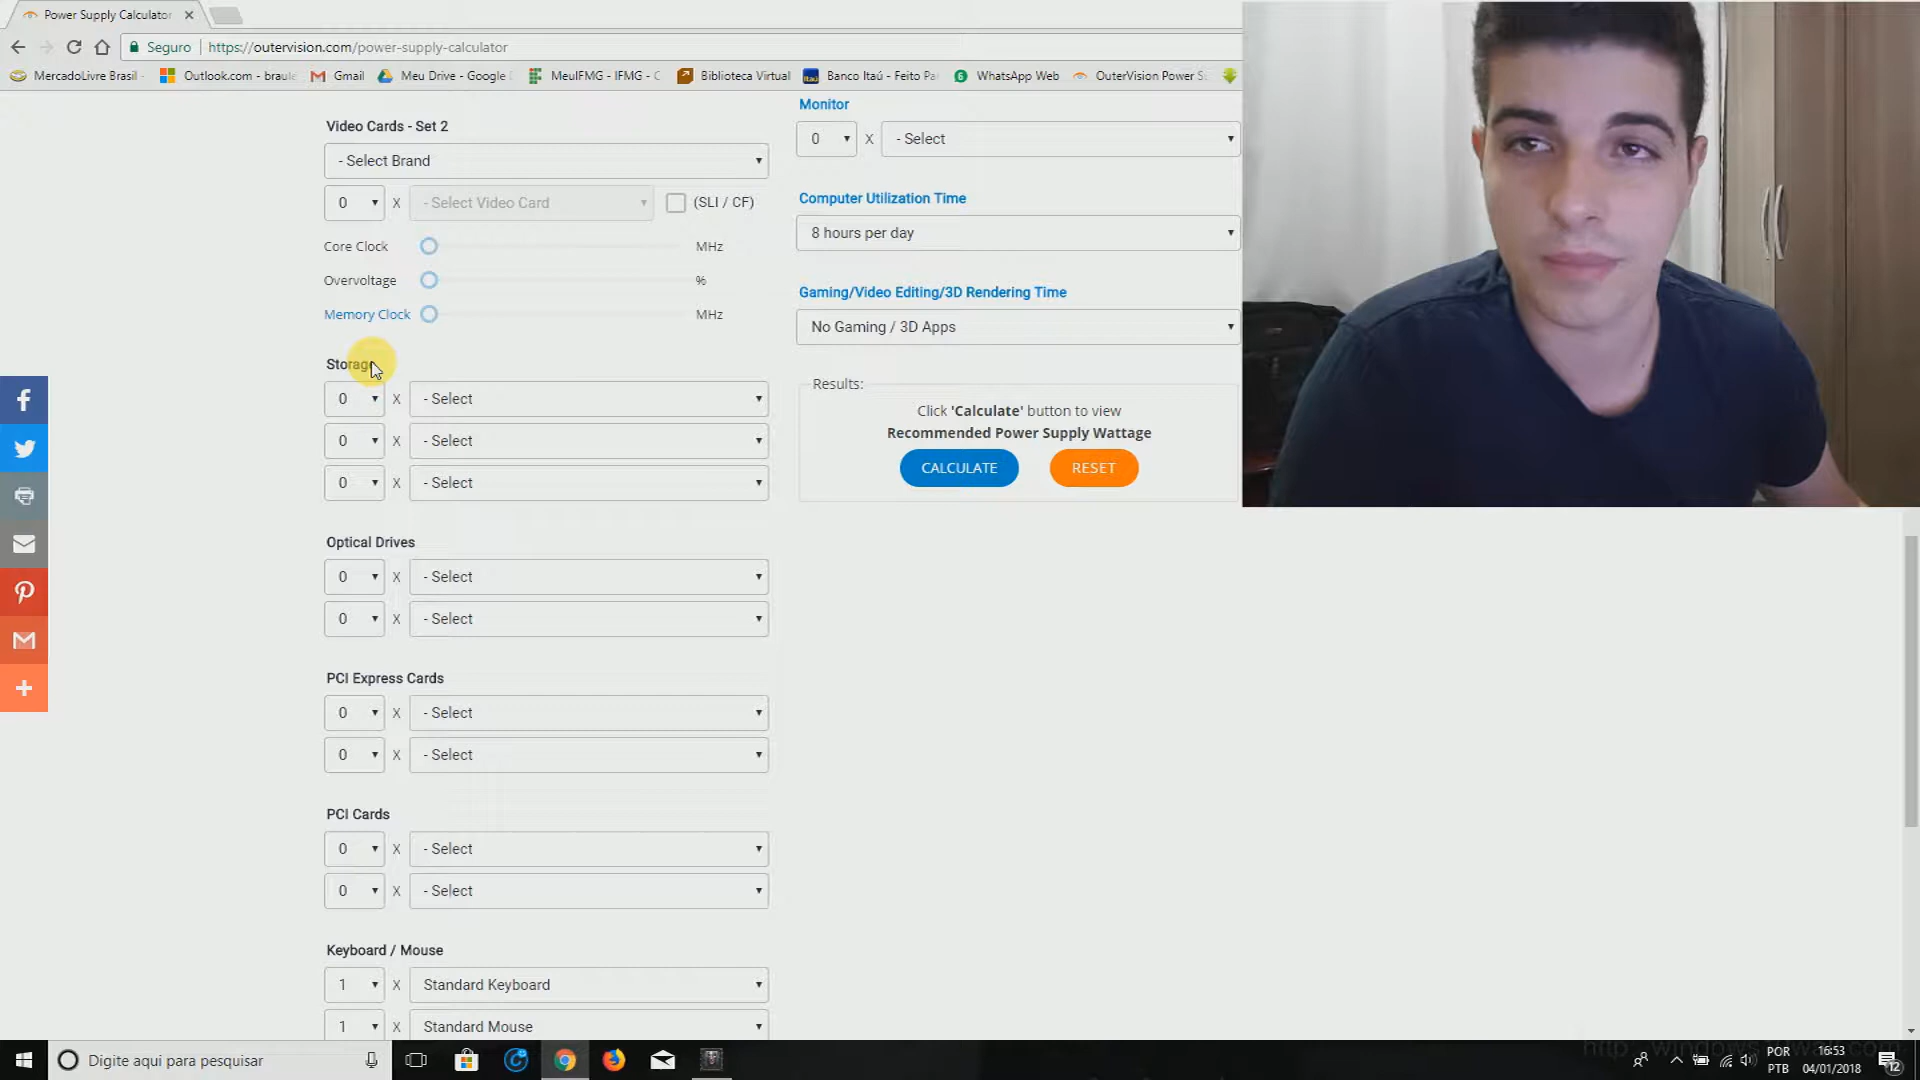 Power Supply Calculator
Seguro
https://outervision.com/power-supply-calculator
MercadoLivre Brasil -
Outlook.com - braul
Gmail
Meu Drive - Google
MeuIFMG - IFMG - C
Biblioteca Virtual
Banco Itaú - Feito Pa
WhatsApp Web
OuterVision Power S
Video Cards - Set 2
- Select Brand
0 X - Select Video Card (SLI / CF)
Core Clock MHz
Overvoltage %
Memory Clock MHz
Storage
0 X - Select
0 X - Select
0 X - Select
Optical Drives
0 X - Select
0 X - Select
PCI Express Cards
0 X - Select
0 X - Select
PCI Cards
0 X - Select
0 X - Select
Keyboard / Mouse
1 X Standard Keyboard
1 X Standard Mouse
Monitor
0 X - Select
Computer Utilization Time
8 hours per day
Gaming/Video Editing/3D Rendering Time
No Gaming / 3D Apps
Results:
Click 'Calculate' button to view
Recommended Power Supply Wattage
CALCULATE RESET
Digite aqui para pesquisar
POR
PTB
16:53
04/01/2018
12